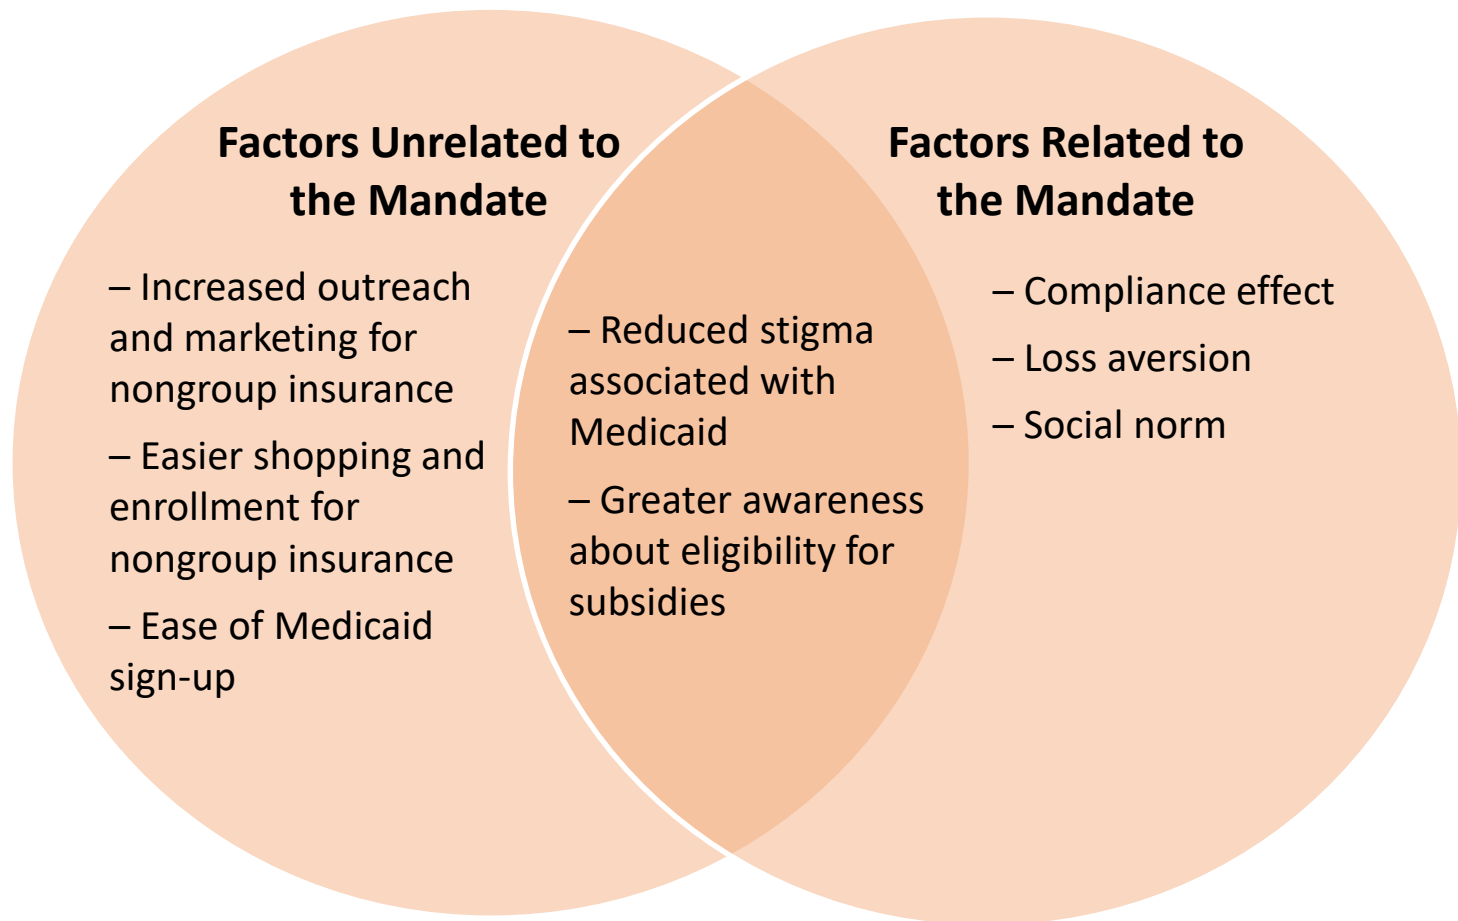 Factors Unrelated to
the Mandate
– Increased outreach
and marketing for
nongroup insurance
– Easier shopping and
enrollment for
nongroup insurance
– Ease of Medicaid
sign-up
– Reduced stigma
associated with
Medicaid
– Greater awareness
about eligibility for
subsidies
Factors Related to
the Mandate
– Compliance effect
– Loss aversion
– Social norm